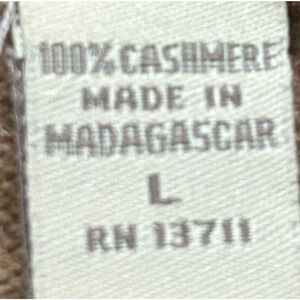 100% CASHMERE
MADE IN
MADAGASCAR
L
RN 13711